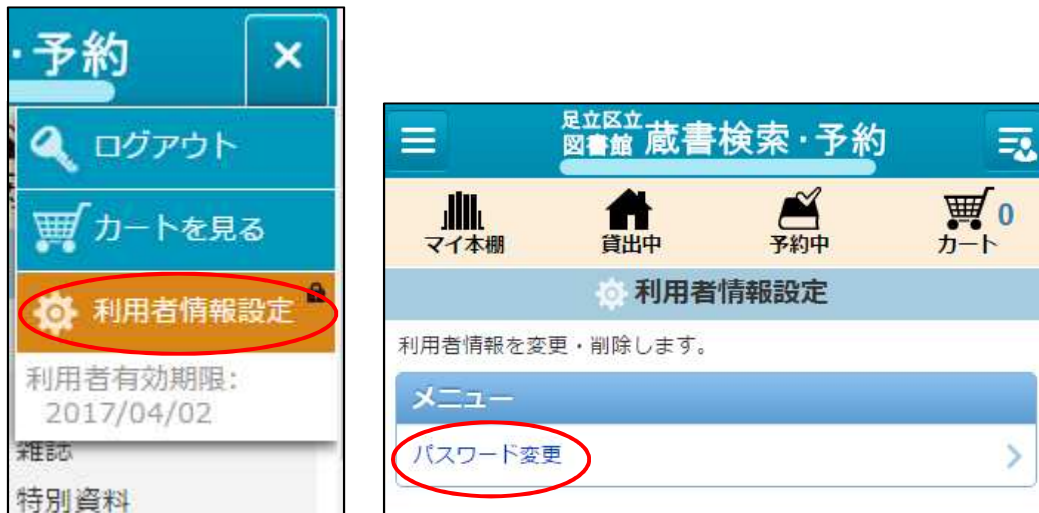 ・予約
×
ログアウト
カートを見る
利用者情報設定
利用者有効期限:
2017/04/02
雑誌
特別資料
足立区立
図書館 蔵書検索・予約
マイ本棚
貸出中
予約中
0
カート
利用者情報設定
利用者情報を変更・削除します。
メニュー
パスワード変更